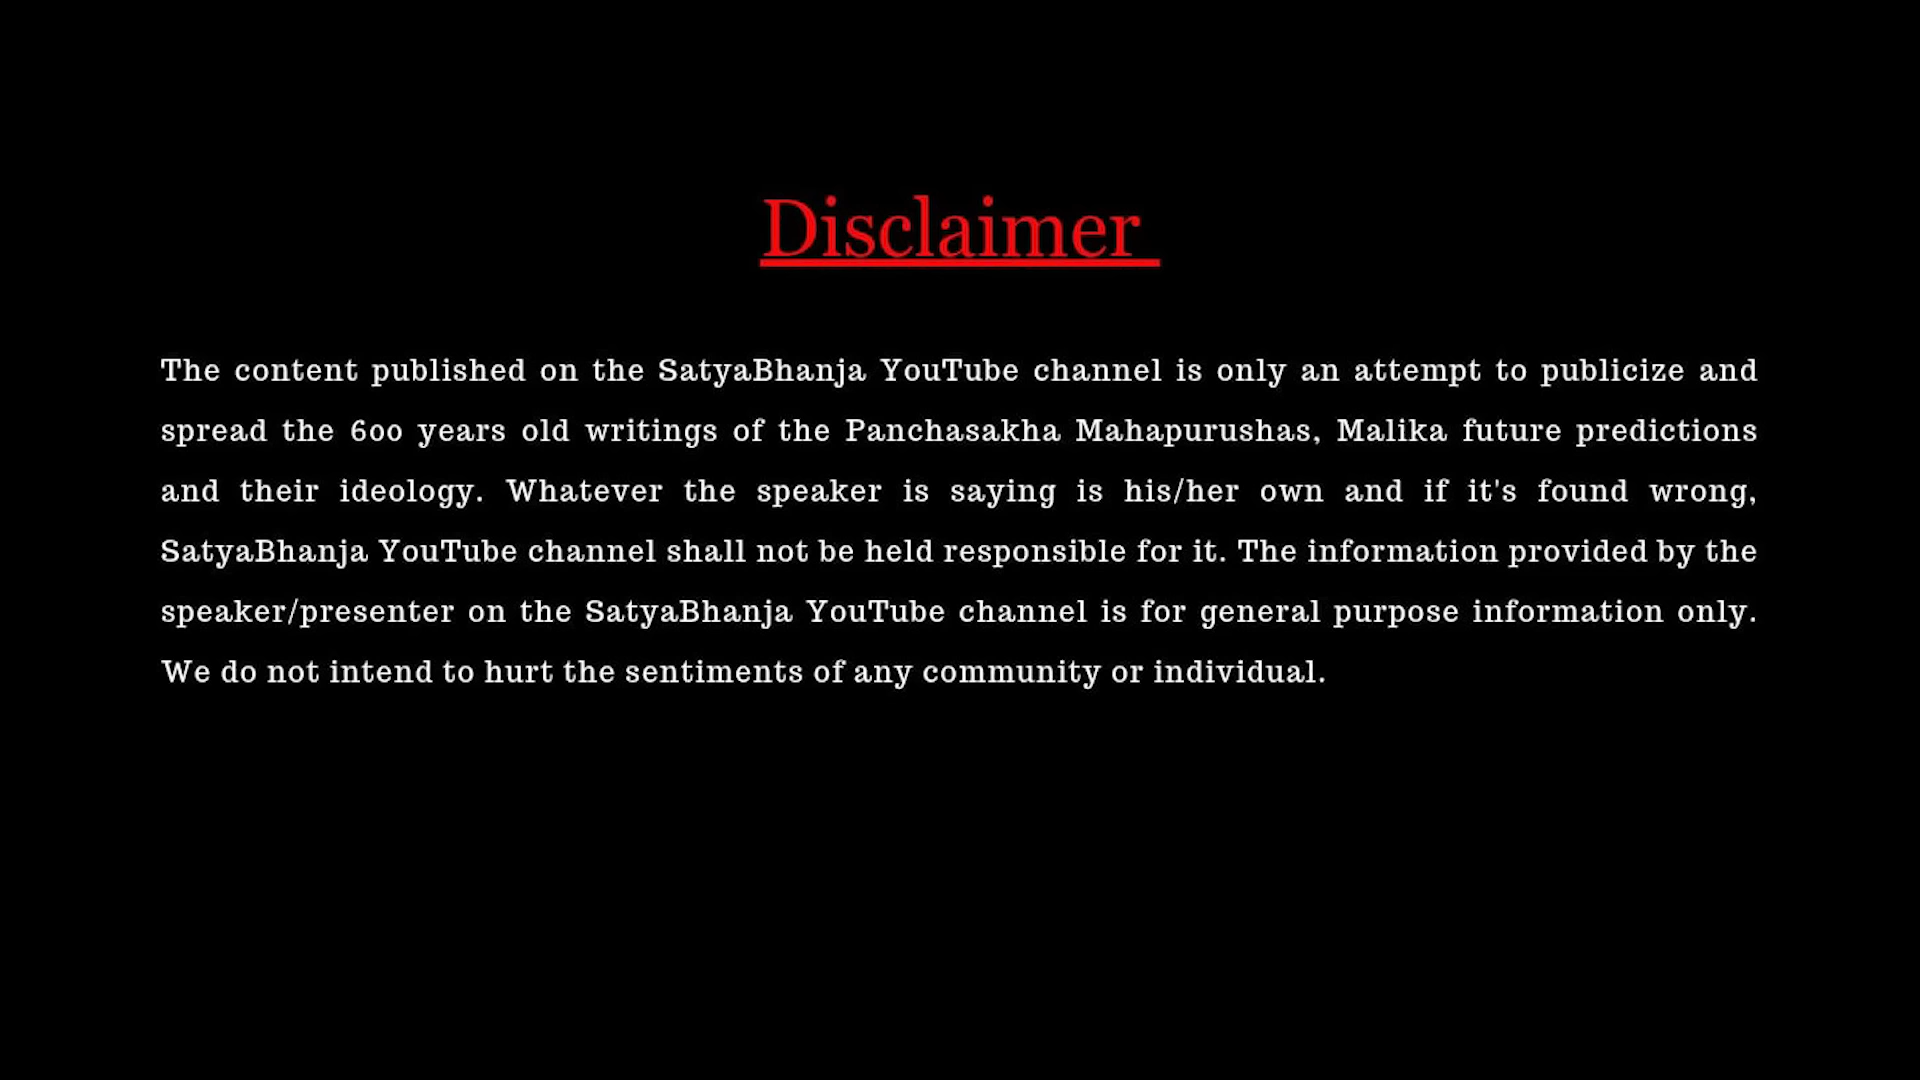 Disclaimer
The content published on the SatyaBhanja YouTube channel is only an attempt to publicize and
spread the 600 years old writings of the Panchasakha Mahapurushas, Malika future predictions
and their ideology. Whatever the speaker is saying is his/her own and if it's found wrong,
SatyaBhanja YouTube channel shall not be held responsible for it. The information provided by the
speaker/presenter on the SatyaBhanja YouTube channel is for general purpose information only.
We do not intend to hurt the sentiments of any community or individual.